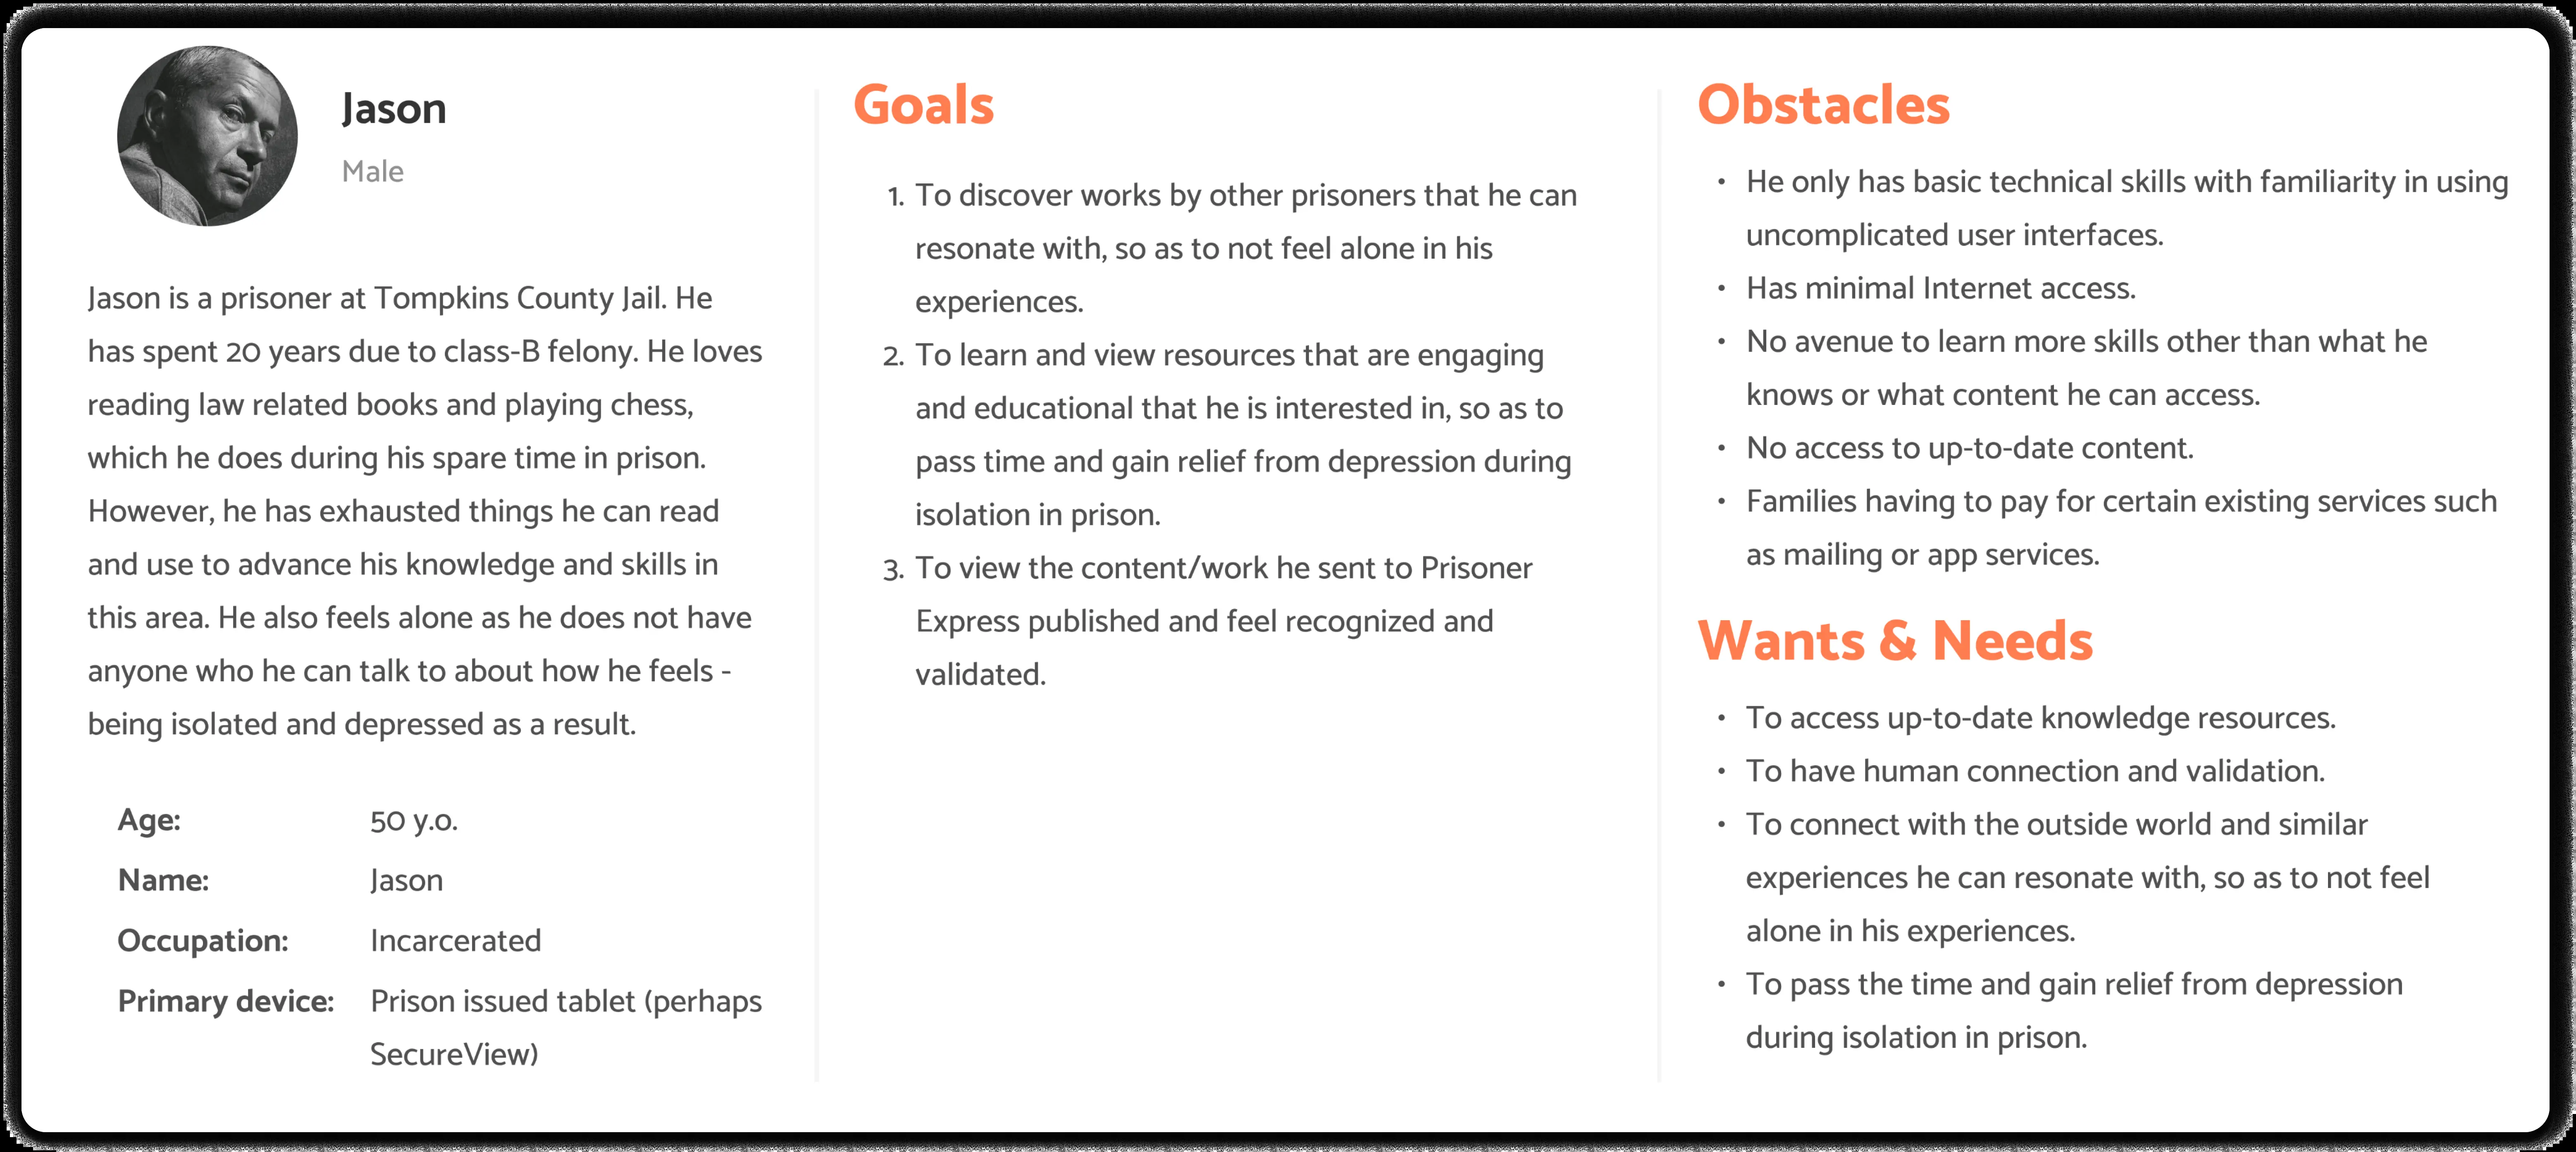 Jason
Male
Jason is a prisoner at Tompkins County Jail. He
has spent 20 years due to class-B felony. He loves
reading law related books and playing chess,
which he does during his spare time in prison.
However, he has exhausted things he can read
and use to advance his knowledge and skills in
this area. He also feels alone as he does not have
anyone who he can talk to about how he feels -
being isolated and depressed as a result.
Age: 50 y.o.
Name: Jason
Occupation: Incarcerated
Primary device: Prison issued tablet (perhaps
SecureView)
Goals
1. To discover works by other prisoners that he can
resonate with, so as to not feel alone in his
experiences.
2. To learn and view resources that are engaging
and educational that he is interested in, so as to
pass time and gain relief from depression during
isolation in prison.
3. To view the content/work he sent to Prisoner
Express published and feel recognized and
validated.
Obstacles
• He only has basic technical skills with familiarity in using
uncomplicated user interfaces.
• Has minimal Internet access.
• No avenue to learn more skills other than what he
knows or what content he can access.
• No access to up-to-date content.
• Families having to pay for certain existing services such
as mailing or app services.
Wants & Needs
• To access up-to-date knowledge resources.
• To have human connection and validation.
• To connect with the outside world and similar
experiences he can resonate with, so as to not feel
alone in his experiences.
• To pass the time and gain relief from depression
during isolation in prison.